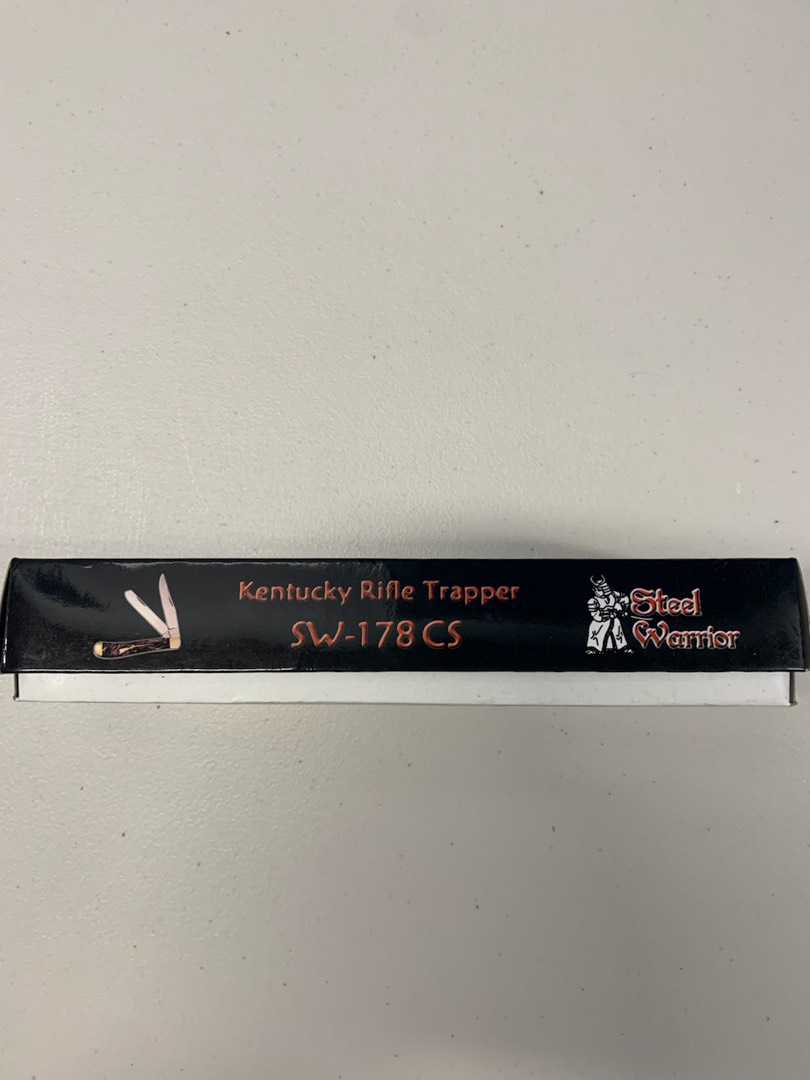 Kentucky Rifle Trapper
SW-178 CS
Steel
Warrior